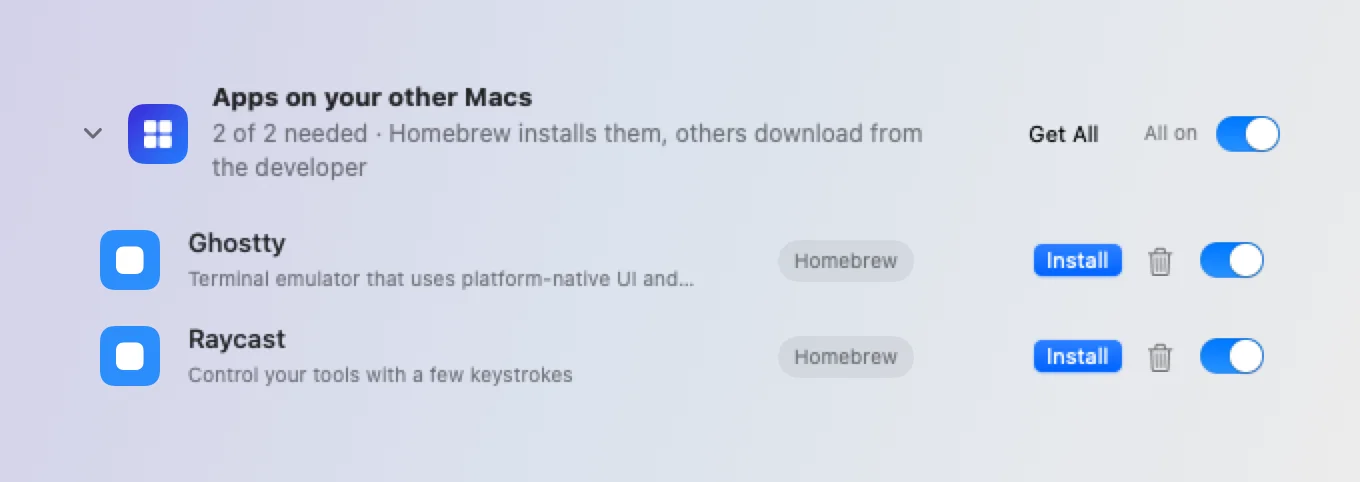 Apps on your other Macs
2 of 2 needed · Homebrew installs them, others download from
the developer
Get All
All on
Ghostty
Terminal emulator that uses platform-native UI and...
Homebrew
Install
Raycast
Control your tools with a few keystrokes
Homebrew
Install